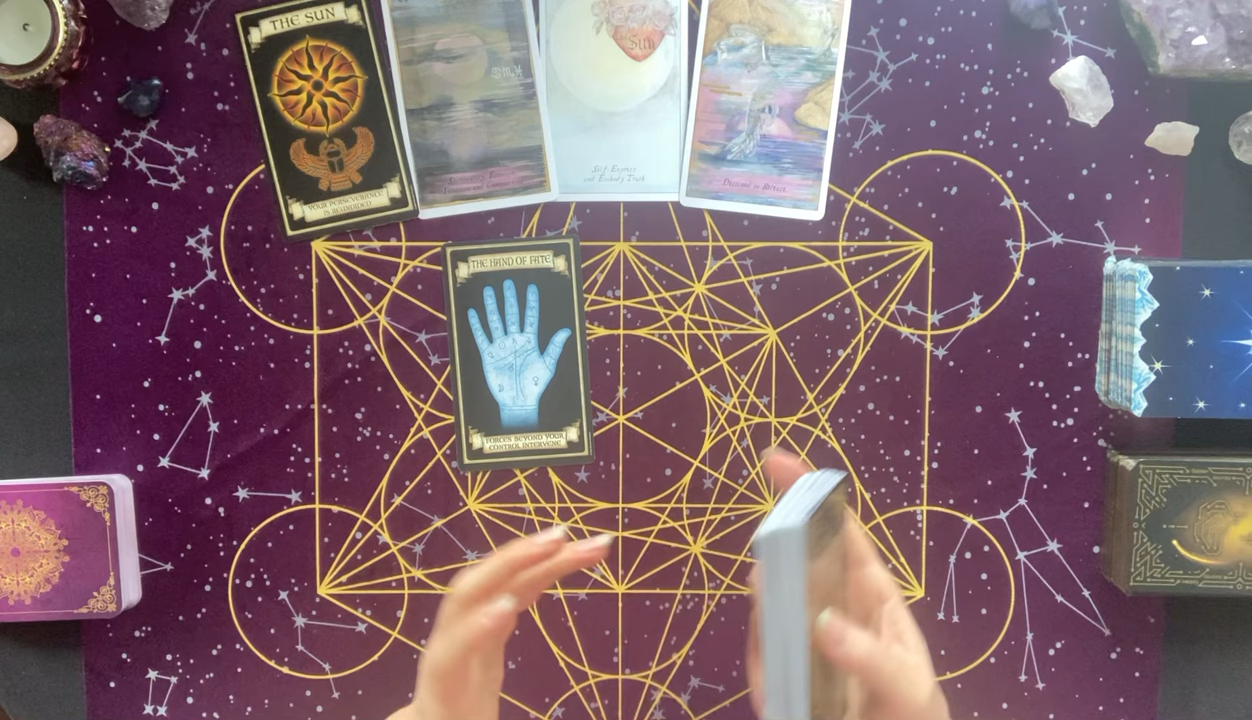 THE SUN
YOUR PERSEVERANCE
IS REWARDED
Sun
Self Express
and Embody Truth
Descend or Retreat
THE HAND OF FATE
FORCES BEYOND YOUR
CONTROL INTERVENE